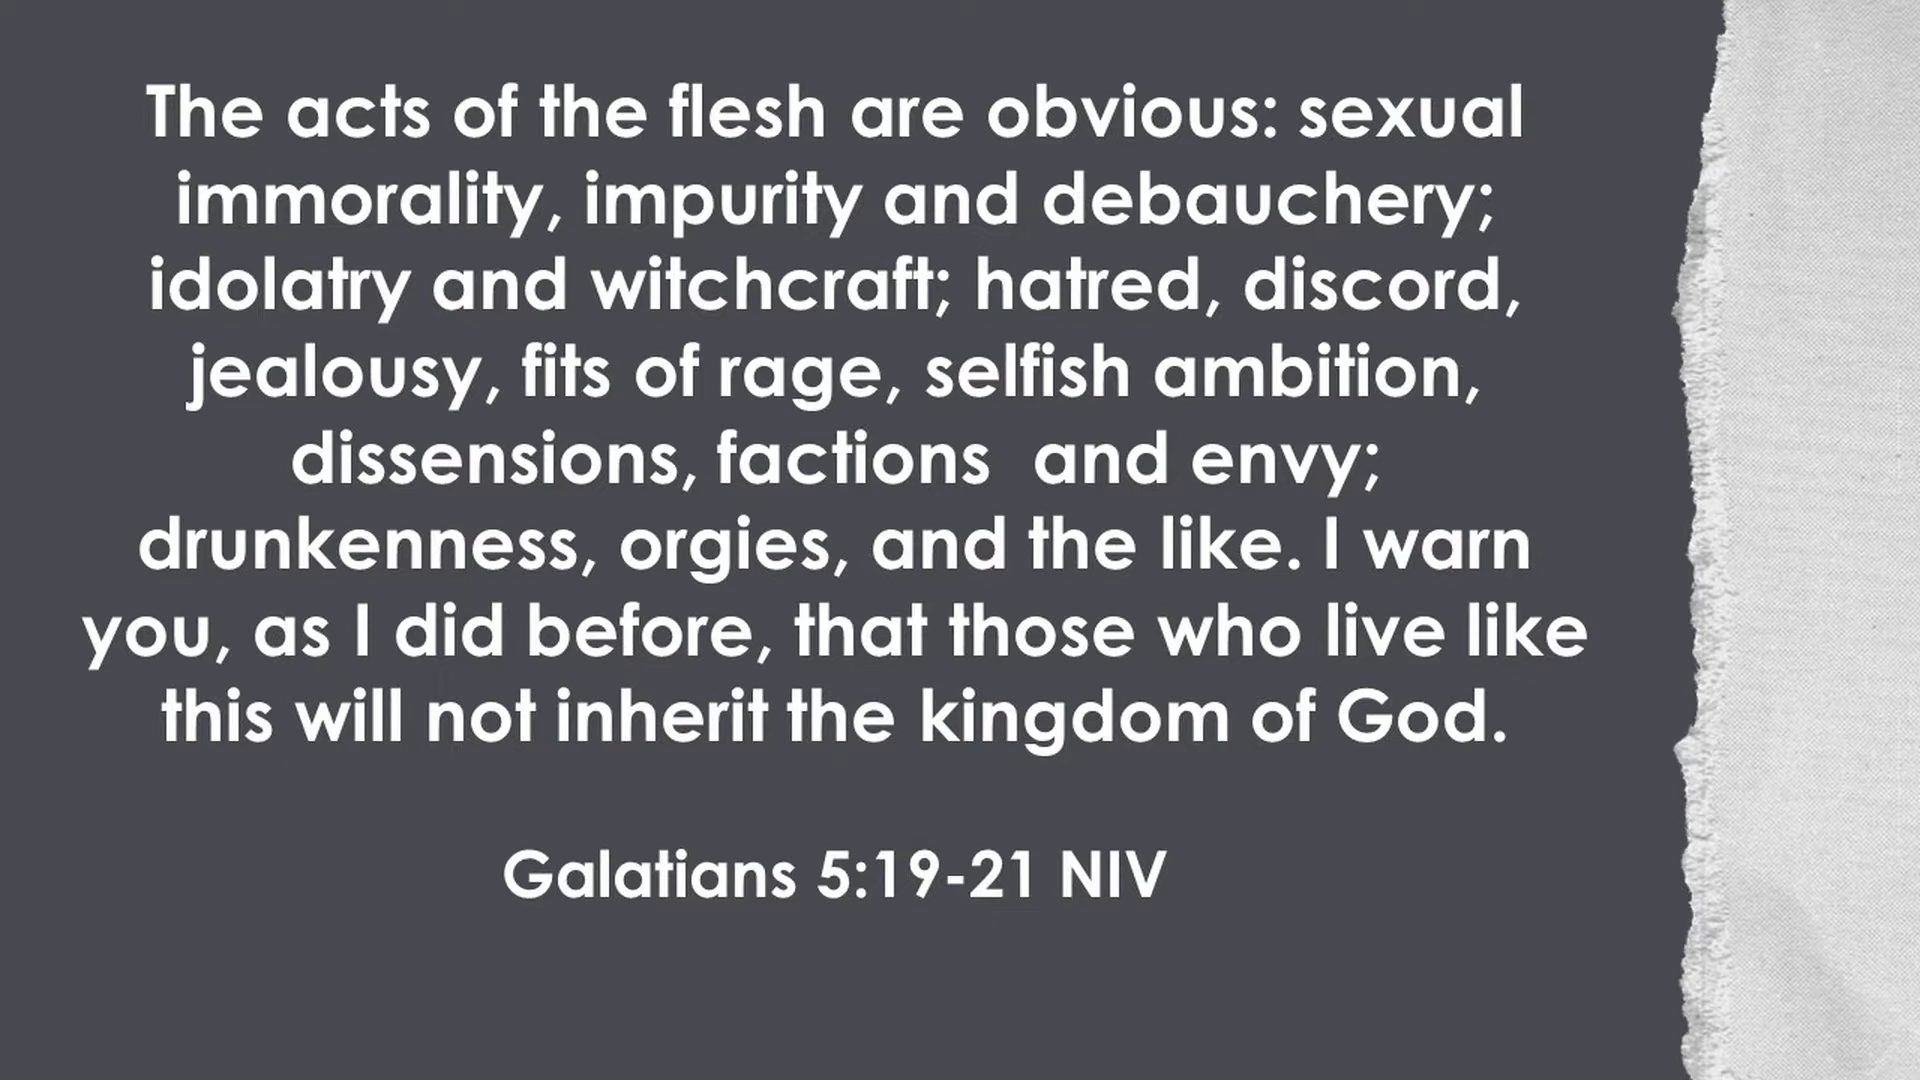 The acts of the flesh are obvious: sexual
immorality, impurity and debauchery;
idolatry and witchcraft; hatred, discord,
jealousy, fits of rage, selfish ambition,
dissensions, factions  and envy;
drunkenness, orgies, and the like. I warn
you, as I did before, that those who live like
this will not inherit the kingdom of God.
Galatians 5:19-21 NIV